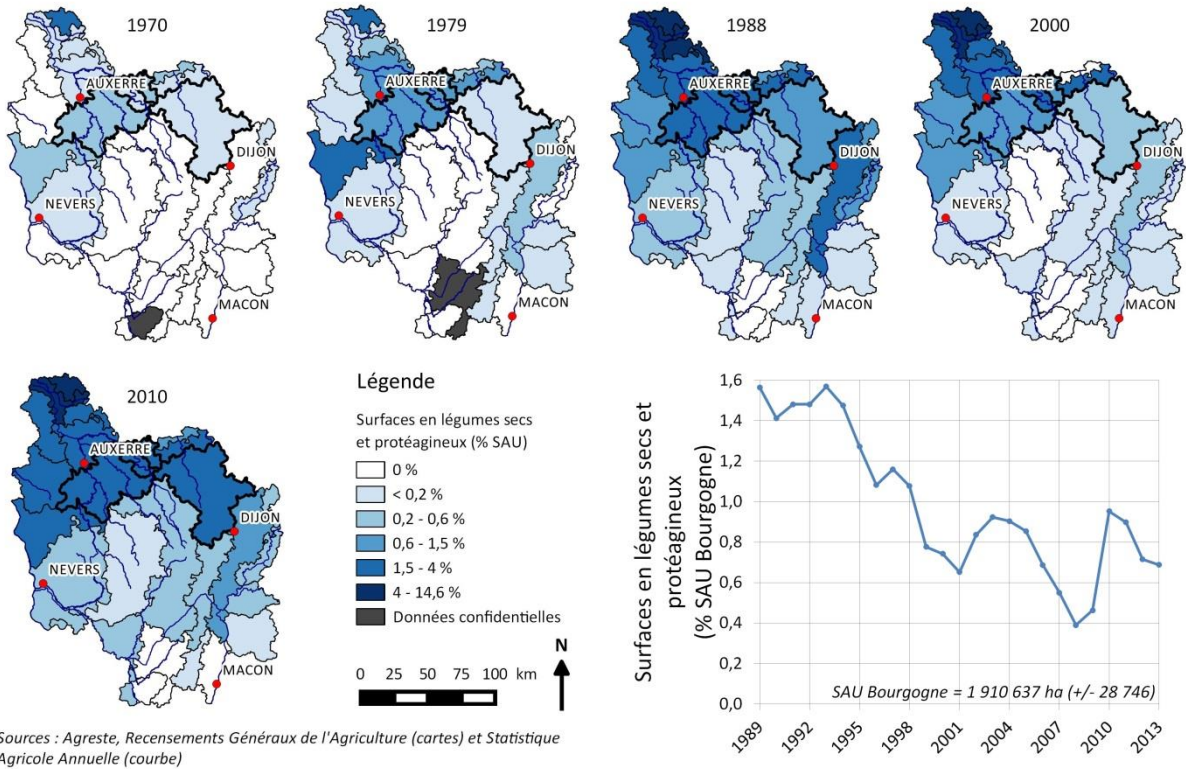 1970
1979
1988
2000
AUXERRE
DIJON
NEVERS
MACON
AUXERRE
DIJON
NEVERS
MACON
AUXERRE
DIJON
NEVERS
MACON
AUXERRE
DIJON
NEVERS
MACON
2010
AUXERRE
DIJON
NEVERS
MACON
Légende
Surfaces en légumes secs
et protéagineux (% SAU)
0 %
< 0,2 %
0,2 - 0,6 %
0,6 - 1,5 %
1,5 - 4 %
4 - 14,6 %
Données confidentielles
N
0 25 50 75 100 km
Surfaces en légumes secs et
protéagineux
(% SAU Bourgogne)
1,6
1,4
1,2
1,0
0,8
0,6
0,4
0,2
0,0
SAU Bourgogne = 1 910 637 ha (+/- 28 746)
1989 1992 1995 1998 2001 2004 2007 2010 2013
Sources : Agreste, Recensements Généraux de l'Agriculture (cartes) et Statistique
Agricole Annuelle (courbe)